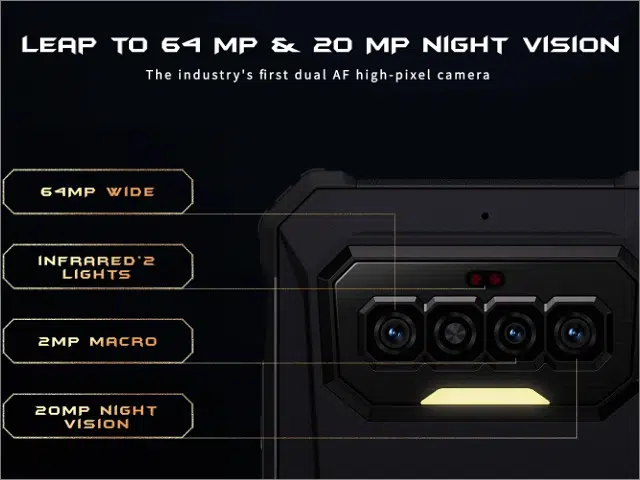 LEAP TO 64 MP & 20 MP NIGHT VISION
The industry's first dual AF high-pixel camera
64MP WIDE
INFRARED*2
LIGHTS
2MP MACRO
20MP NIGHT
VISION